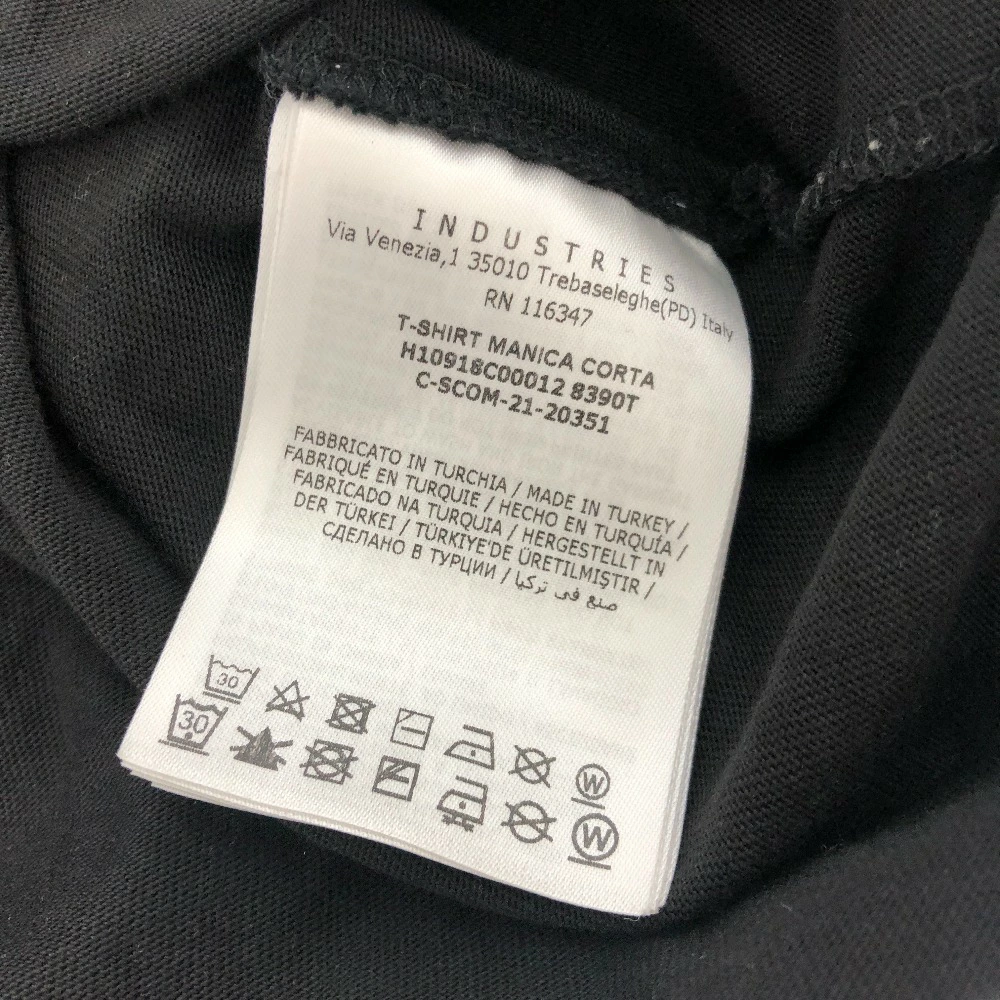 INDUSTRIES
Via Venezia,1 35010 Trebaseleghe(PD) Italy
RN 116347
T-SHIRT MANICA CORTA
H10918C00012 8390T
C-SCOM-21-20351
FABBRICATO IN TURCHIA / MADE IN TURKEY /
FABRIQUÉ EN TURQUIE / HECHO EN TURQUÍA /
FABRICADO NA TURQUIA / HERGESTELLT IN
DER TÜRKEI / TÜRKIYE'DE ÜRETILMIŞTIR /
СДЕЛАНО В ТУРЦИИ / صنع في تركيا
30
W
30
W